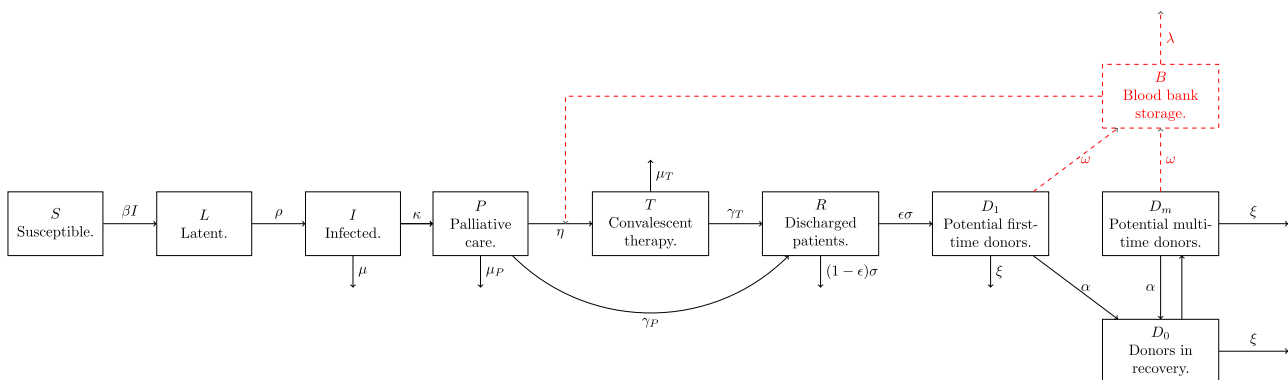 λ
B
Blood bank
storage.
ω
ω
S
Susceptible.
βI
L
Latent.
ρ
I
Infected.
κ
P
Palliative
care.
η
T
Convalescent
therapy.
μ_T
γ_T
R
Discharged
patients.
ϵσ
D_1
Potential first-
time donors.
D_m
Potential multi-
time donors.
ξ
μ
μ_P
(1 − ϵ)σ
ξ
α
α
γ_P
D_0
Donors in
recovery.
ξ